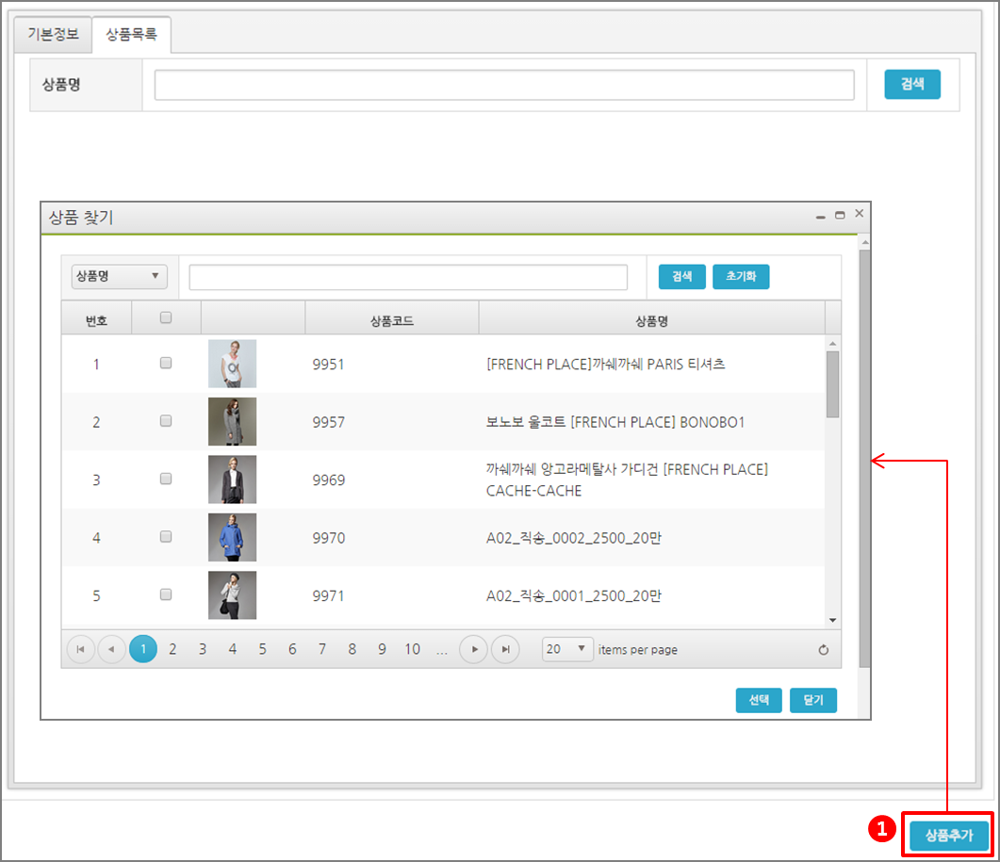 기본정보 상품목록
상품명 검색
상품 찾기
상품명 검색 초기화
번호 상품코드 상품명
1 9951 [FRENCH PLACE]까쉐까쉐 PARIS 티셔츠
2 9957 보노보 울코트 [FRENCH PLACE] BONOBO1
3 9969 까쉐까쉐 앙고라메탈사 가디건 [FRENCH PLACE]
CACHE-CACHE
4 9970 A02_직송_0002_2500_20만
5 9971 A02_직송_0001_2500_20만
1 2 3 4 5 6 7 8 9 10 ... 20 items per page
선택 닫기
1 상품추가